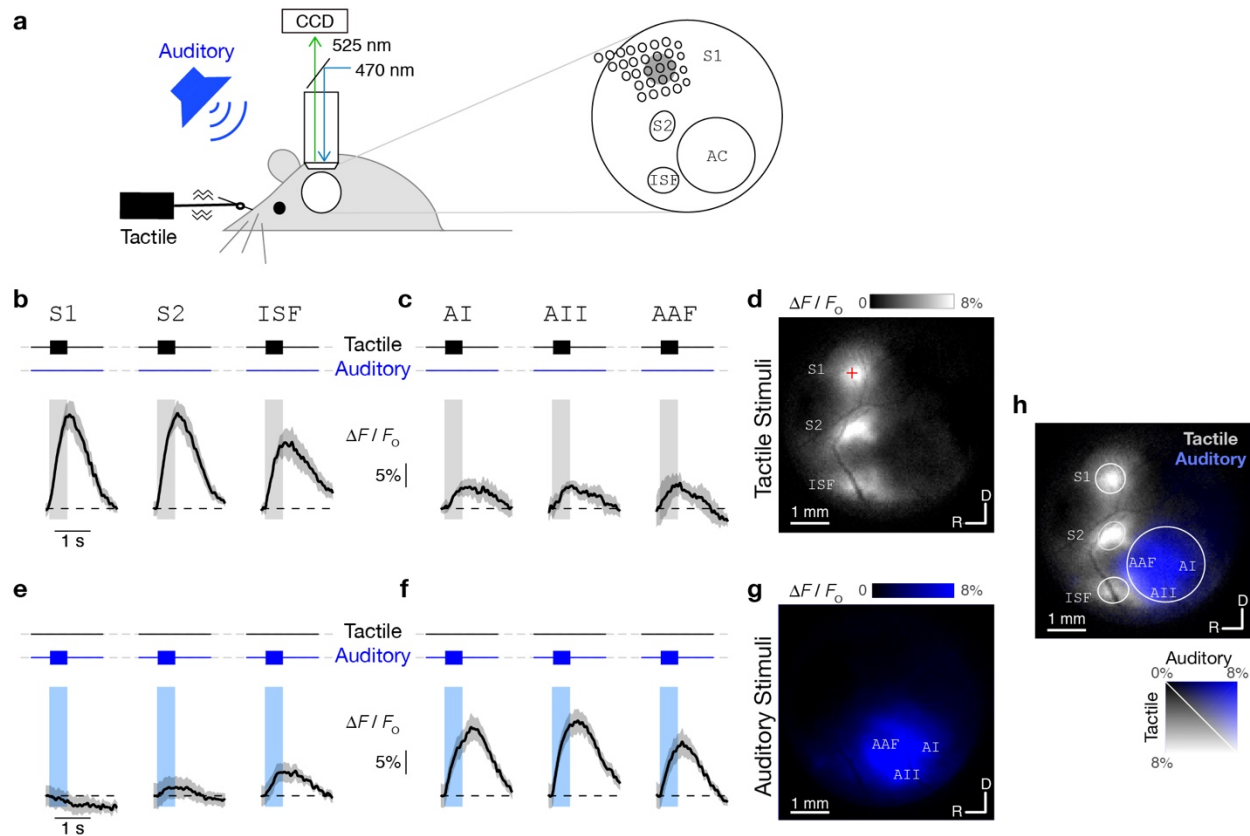 a
CCD
525 nm
470 nm
Auditory
Tactile
S1
S2
AC
ISF
b
S1 S2 ISF
c
AI AII AAF
Tactile
Auditory
ΔF / Fo
5%
1 s
d
ΔF / Fo 0 8%
Tactile Stimuli
S1
S2
ISF
1 mm
D
R
e
Tactile
Auditory
ΔF / Fo
5%
1 s
f
g
ΔF / Fo 0 8%
Auditory Stimuli
AAF AI
AII
1 mm
D
R
h
Tactile
Auditory
S1
S2
AAF AI
AII
ISF
1 mm
D
R
Auditory
0% 8%
Tactile
8%